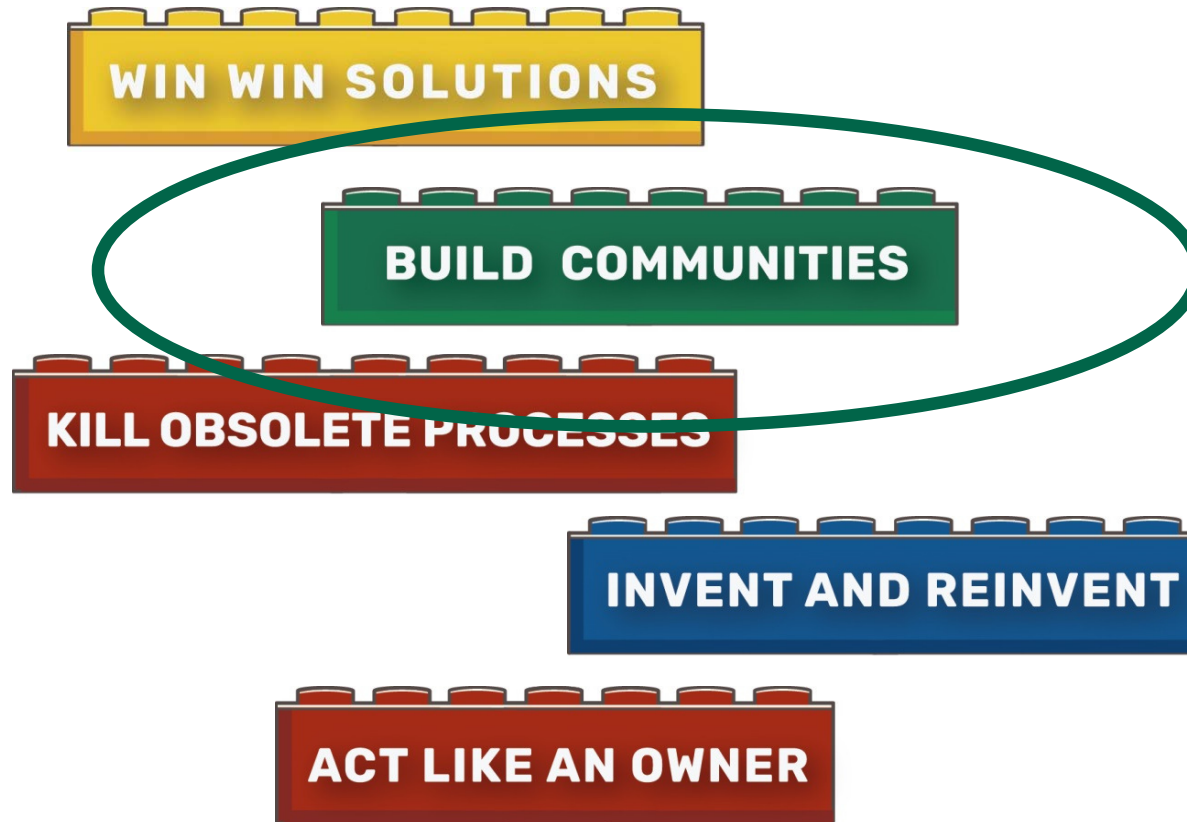 WIN WIN SOLUTIONS
BUILD COMMUNITIES
KILL OBSOLETE PROCESSES
INVENT AND REINVENT
ACT LIKE AN OWNER